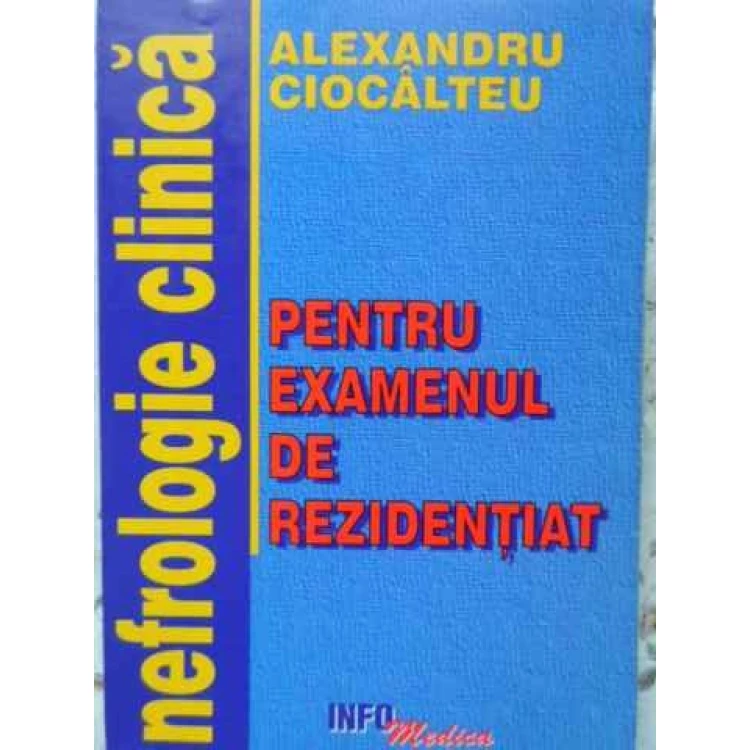 ALEXANDRU
CIOCÂLTEU
nefrologie clinică
PENTRU
EXAMENUL
DE
REZIDENȚIAT
INFO Medica